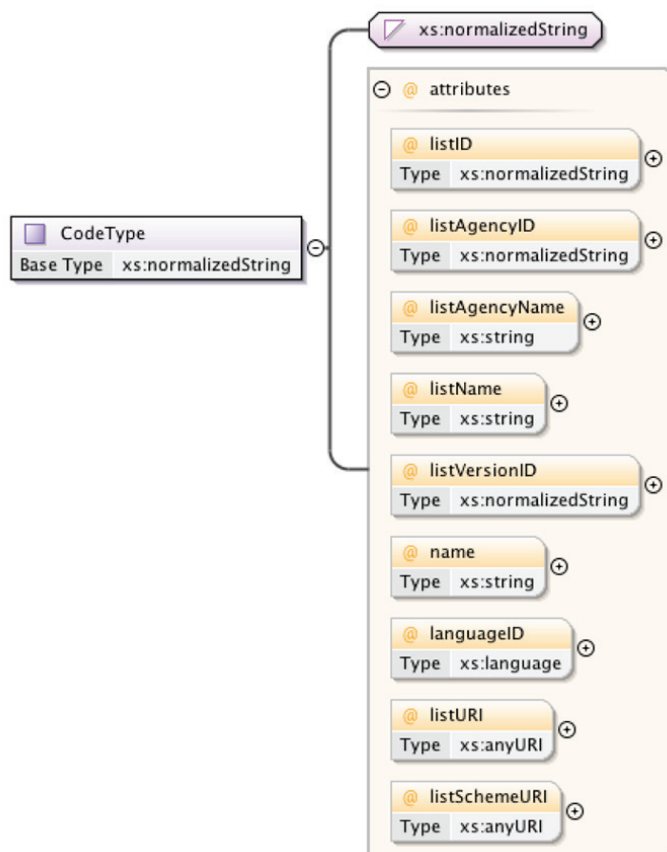 xs:normalizedString
@ attributes
@ listID
Type xs:normalizedString
@ listAgencyID
Type xs:normalizedString
CodeType
Base Type xs:normalizedString
@ listAgencyName
Type xs:string
@ listName
Type xs:string
@ listVersionID
Type xs:normalizedString
@ name
Type xs:string
@ languageID
Type xs:language
@ listURI
Type xs:anyURI
@ listSchemeURI
Type xs:anyURI